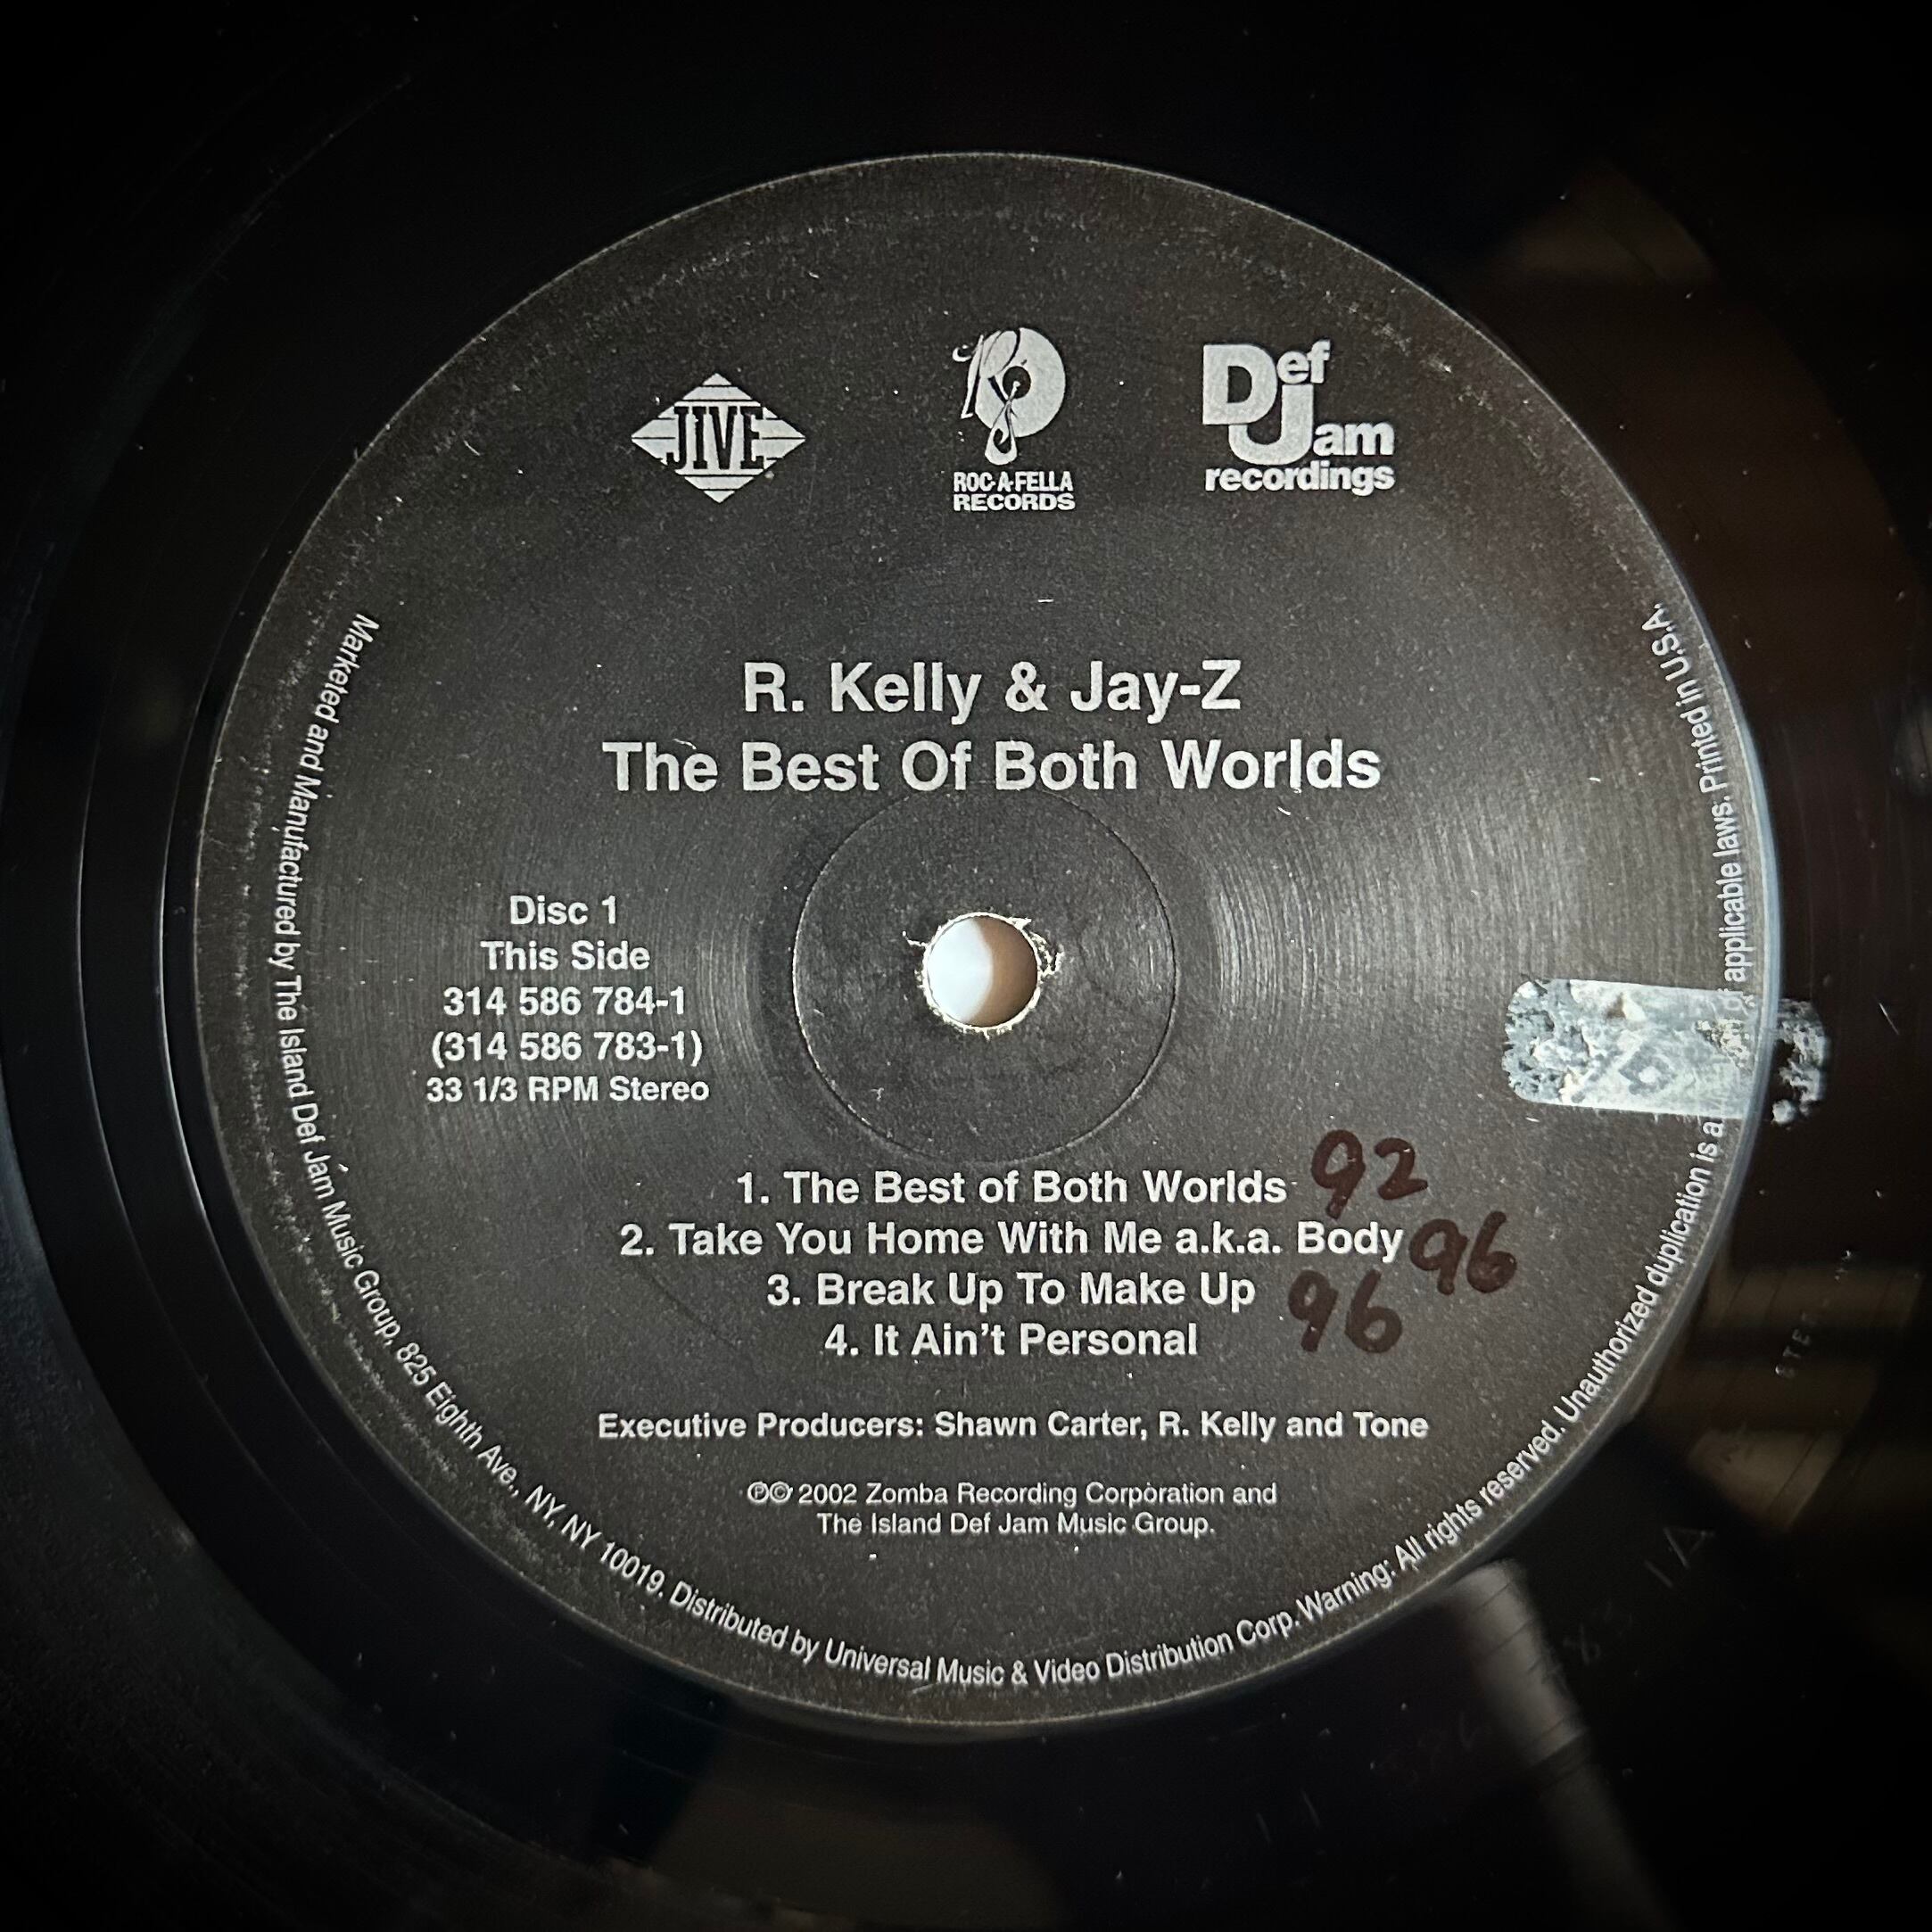 JIVE
ROC-A-FELLA
RECORDS
Def
Jam
recordings
R. Kelly & Jay-Z
The Best Of Both Worlds
Disc 1
This Side
314 586 784-1
(314 586 783-1)
33 1/3 RPM Stereo
1. The Best of Both Worlds 92
2. Take You Home With Me a.k.a. Body 96
3. Break Up To Make Up 96
4. It Ain't Personal
Executive Producers: Shawn Carter, R. Kelly and Tone
℗© 2002 Zomba Recording Corporation and
The Island Def Jam Music Group.
Marketed and Manufactured by The Island Def Jam Music Group, 825 Eighth Ave., NY, NY 10019. Distributed by Universal Music & Video Distribution Corp. Warning: All rights reserved. Unauthorized duplication is a of applicable laws. Printed in U.S.A.